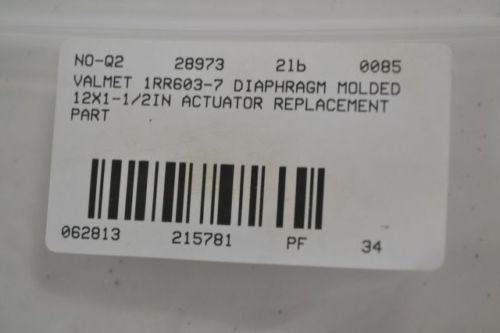 NO-Q2 28973 2lb 0085
VALMET 1RR603-7 DIAPHRAGM MOLDED
12X1-1/2IN ACTUATOR REPLACEMENT
PART
062813 215781 PF 34